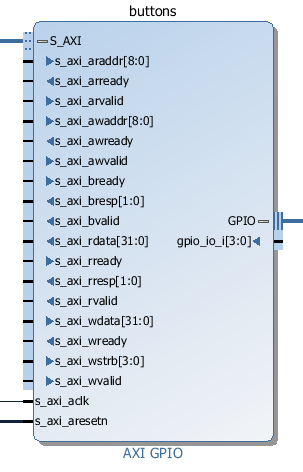 buttons
S_AXI
s_axi_araddr[8:0]
s_axi_arready
s_axi_arvalid
s_axi_awaddr[8:0]
s_axi_awready
s_axi_awvalid
s_axi_bready
s_axi_bresp[1:0]
s_axi_bvalid
GPIO
s_axi_rdata[31:0]
gpio_io_i[3:0]
s_axi_rready
s_axi_rresp[1:0]
s_axi_rvalid
s_axi_wdata[31:0]
s_axi_wready
s_axi_wstrb[3:0]
s_axi_wvalid
s_axi_aclk
s_axi_aresetn
AXI GPIO